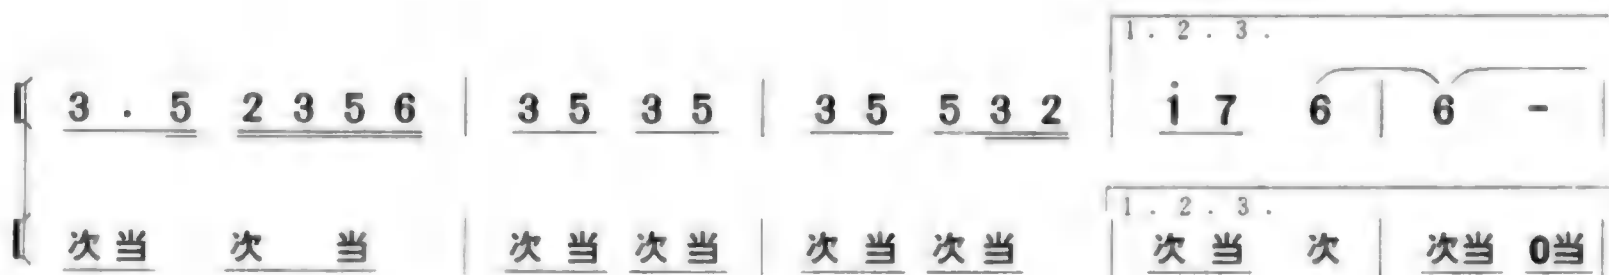 1. 2. 3.
3 . 5 2 3 5 6 | 3 5 3 5 | 3 5 5 3 2 | i 7 6 | 6 - |
1. 2. 3.
次当 次 当 | 次当 次当 | 次当 次当 | 次当 次 | 次当 0当 |